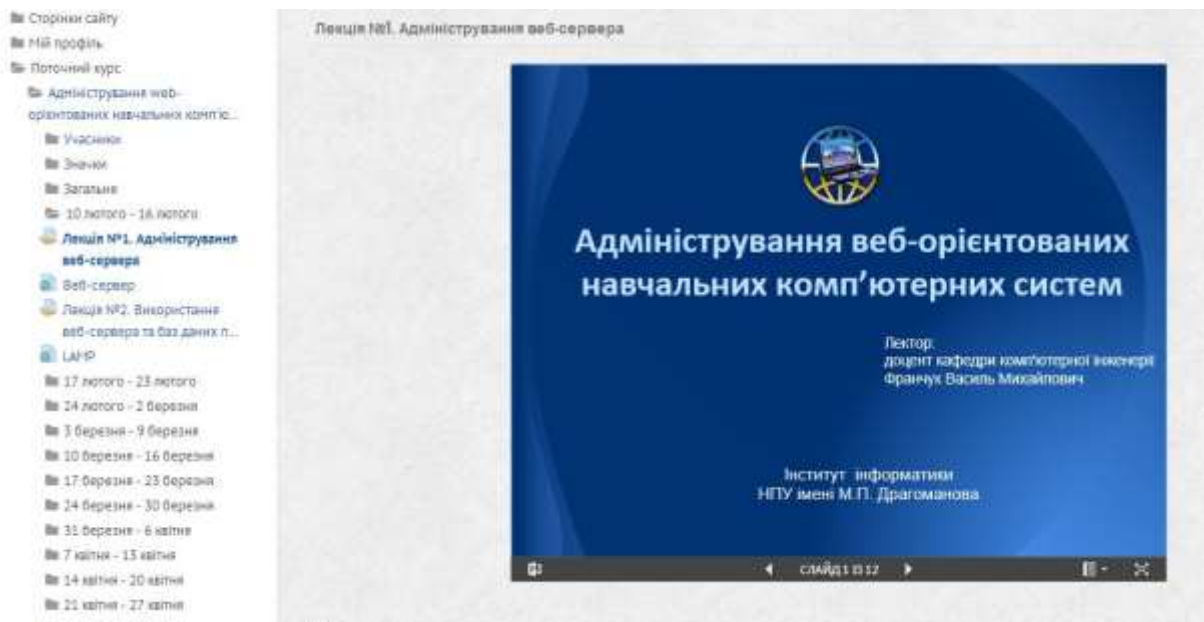 Сторінки сайту
Мій профіль
Поточний курс
Адміністрування web-
орієнтованих навчальних комп'ю...
Учасники
Значки
Загальне
10 лютого - 16 лютого
Лекція №1. Адміністрування
веб-сервера
Веб-сервер
Лекція №2. Використання
веб-сервера та баз даних п...
LAMP
17 лютого - 23 лютого
24 лютого - 2 березня
3 березня - 9 березня
10 березня - 16 березня
17 березня - 23 березня
24 березня - 30 березня
31 березня - 6 квітня
7 квітня - 13 квітня
14 квітня - 20 квітня
21 квітня - 27 квітня
Лекція №1. Адміністрування веб-сервера
Адміністрування веб-орієнтованих
навчальних комп'ютерних систем
Лектор:
доцент кафедри комп'ютерної інженерії
Франчук Василь Михайлович
Інститут інформатики
НПУ імені М.П. Драгоманова
СЛАЙД 1 ІЗ 12